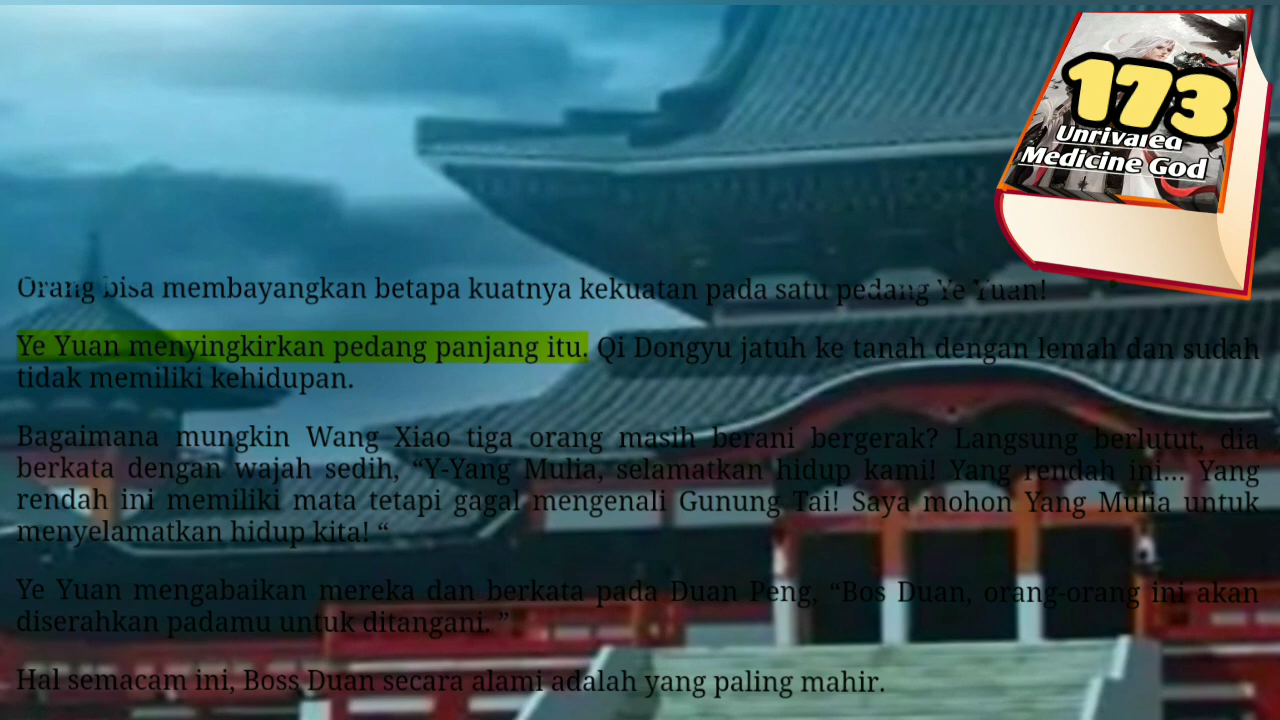 173
Unrivaled
Medicine God
Orang bisa membayangkan betapa kuatnya kekuatan pada satu pedang Ye Yuan!
Ye Yuan menyingkirkan pedang panjang itu. Qi Dongyu jatuh ke tanah dengan lemah dan sudah
tidak memiliki kehidupan.
Bagaimana mungkin Wang Xiao tiga orang masih berani bergerak? Langsung berlutut, dia
berkata dengan wajah sedih, “Y-Yang Mulia, selamatkan hidup kami! Yang rendah ini... Yang
rendah ini memiliki mata tetapi gagal mengenali Gunung Tai! Saya mohon Yang Mulia untuk
menyelamatkan hidup kita! “
Ye Yuan mengabaikan mereka dan berkata pada Duan Peng, “Bos Duan, orang-orang ini akan
diserahkan padamu untuk ditangani. ”
Hal semacam ini, Boss Duan secara alami adalah yang paling mahir.